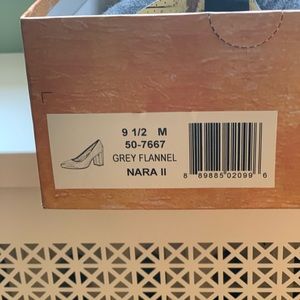 9 1/2 M
50-7667
GREY FLANNEL
NARA II
8 89885 02099 6